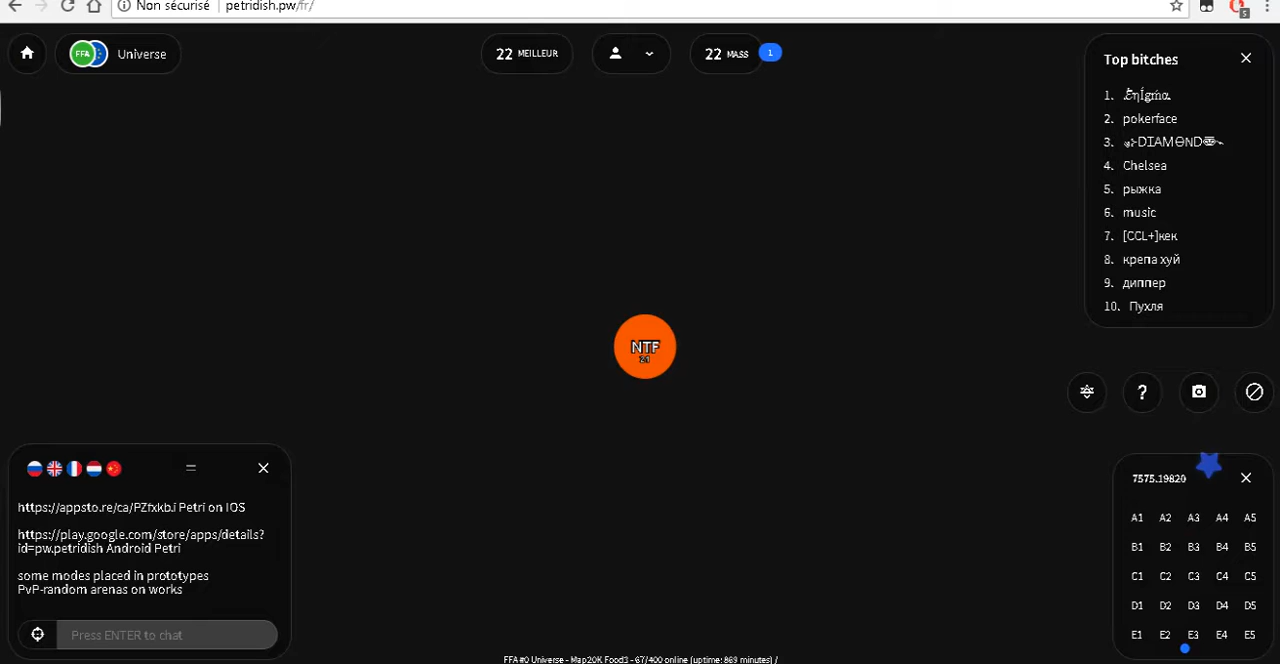 Non sécurisé petridish.pw/fr/
FFA Universe
22 MEILLEUR
22 MASS 1
Top bitches
1.
2. pokerface
3.
4. Chelsea
5. рыжка
6. music
7. [CCL+]кек
8. крепа хуй
9. диппер
10. Пухля
NTF
?
https://appsto.re/ca/PZfxkb.i Petri on IOS
https://play.google.com/store/apps/details?
id=pw.petridish Android Petri
some modes placed in prototypes
PvP-random arenas on works
Press ENTER to chat
7575.19820
A1 A2 A3 A4 A5
B1 B2 B3 B4 B5
C1 C2 C3 C4 C5
D1 D2 D3 D4 D5
E1 E2 E3 E4 E5
FFA #0 Universe - Map20K Food3 - 67/400 online (uptime: 869 minutes) /